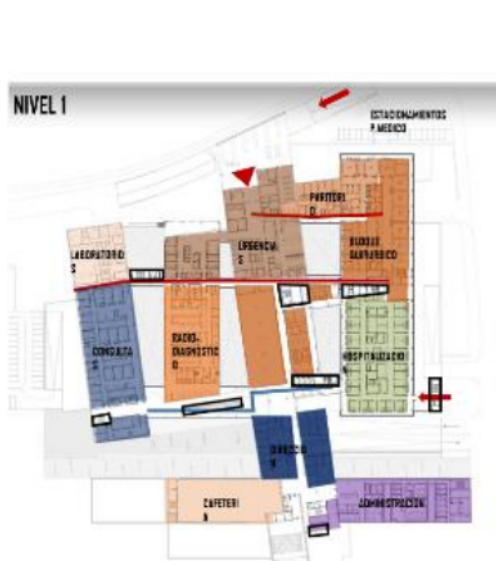 NIVEL 1
ESTACIONAMIENTOS
P.MEDICO
PARITORI
O
LABORATORIO
S
URGENCIA
S
BLOQUE
QUIRURGICO
CONSULTA
S
RADIO-
DIAGNOSTIC
O
HOSPITALIZACIO
N
DIRECCIO
N
CAFETERI
A
ADMINISTRACION